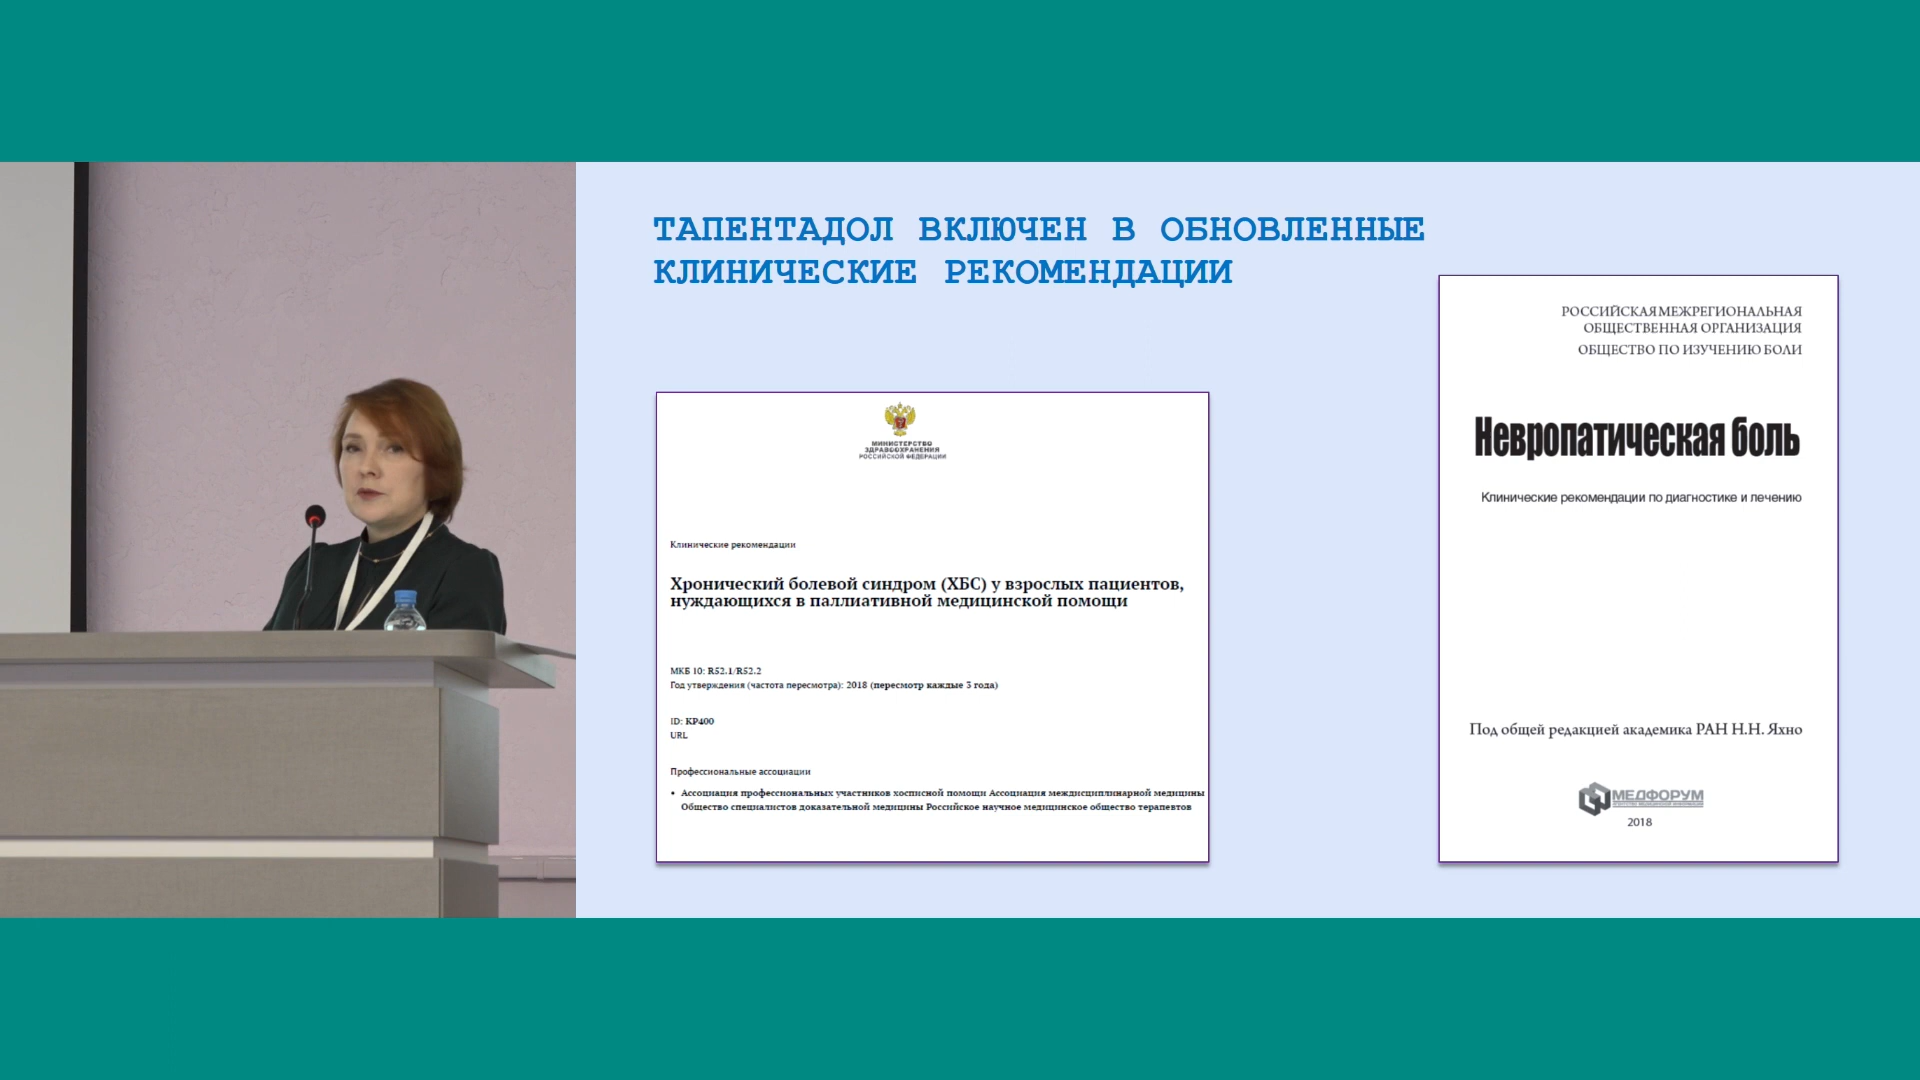 ТАПЕНТАДОЛ ВКЛЮЧЕН В ОБНОВЛЕННЫЕ
КЛИНИЧЕСКИЕ РЕКОМЕНДАЦИИ
МИНИСТЕРСТВО
ЗДРАВООХРАНЕНИЯ
РОССИЙСКОЙ ФЕДЕРАЦИИ
Клинические рекомендации
Хронический болевой синдром (ХБС) у взрослых пациентов,
нуждающихся в паллиативной медицинской помощи
МКБ 10: R52.1/R52.2
Год утверждения (частота пересмотра): 2018 (пересмотр каждые 3 года)
ID: КР400
URL
Профессиональные ассоциации
• Ассоциация профессиональных участников хосписной помощи Ассоциация междисциплинарной медицины
Общество специалистов доказательной медицины Российское научное медицинское общество терапевтов
РОССИЙСКАЯ МЕЖРЕГИОНАЛЬНАЯ
ОБЩЕСТВЕННАЯ ОРГАНИЗАЦИЯ
ОБЩЕСТВО ПО ИЗУЧЕНИЮ БОЛИ
Невропатическая боль
Клинические рекомендации по диагностике и лечению
Под общей редакцией академика РАН Н.Н. Яхно
МЕДФОРУМ
2018